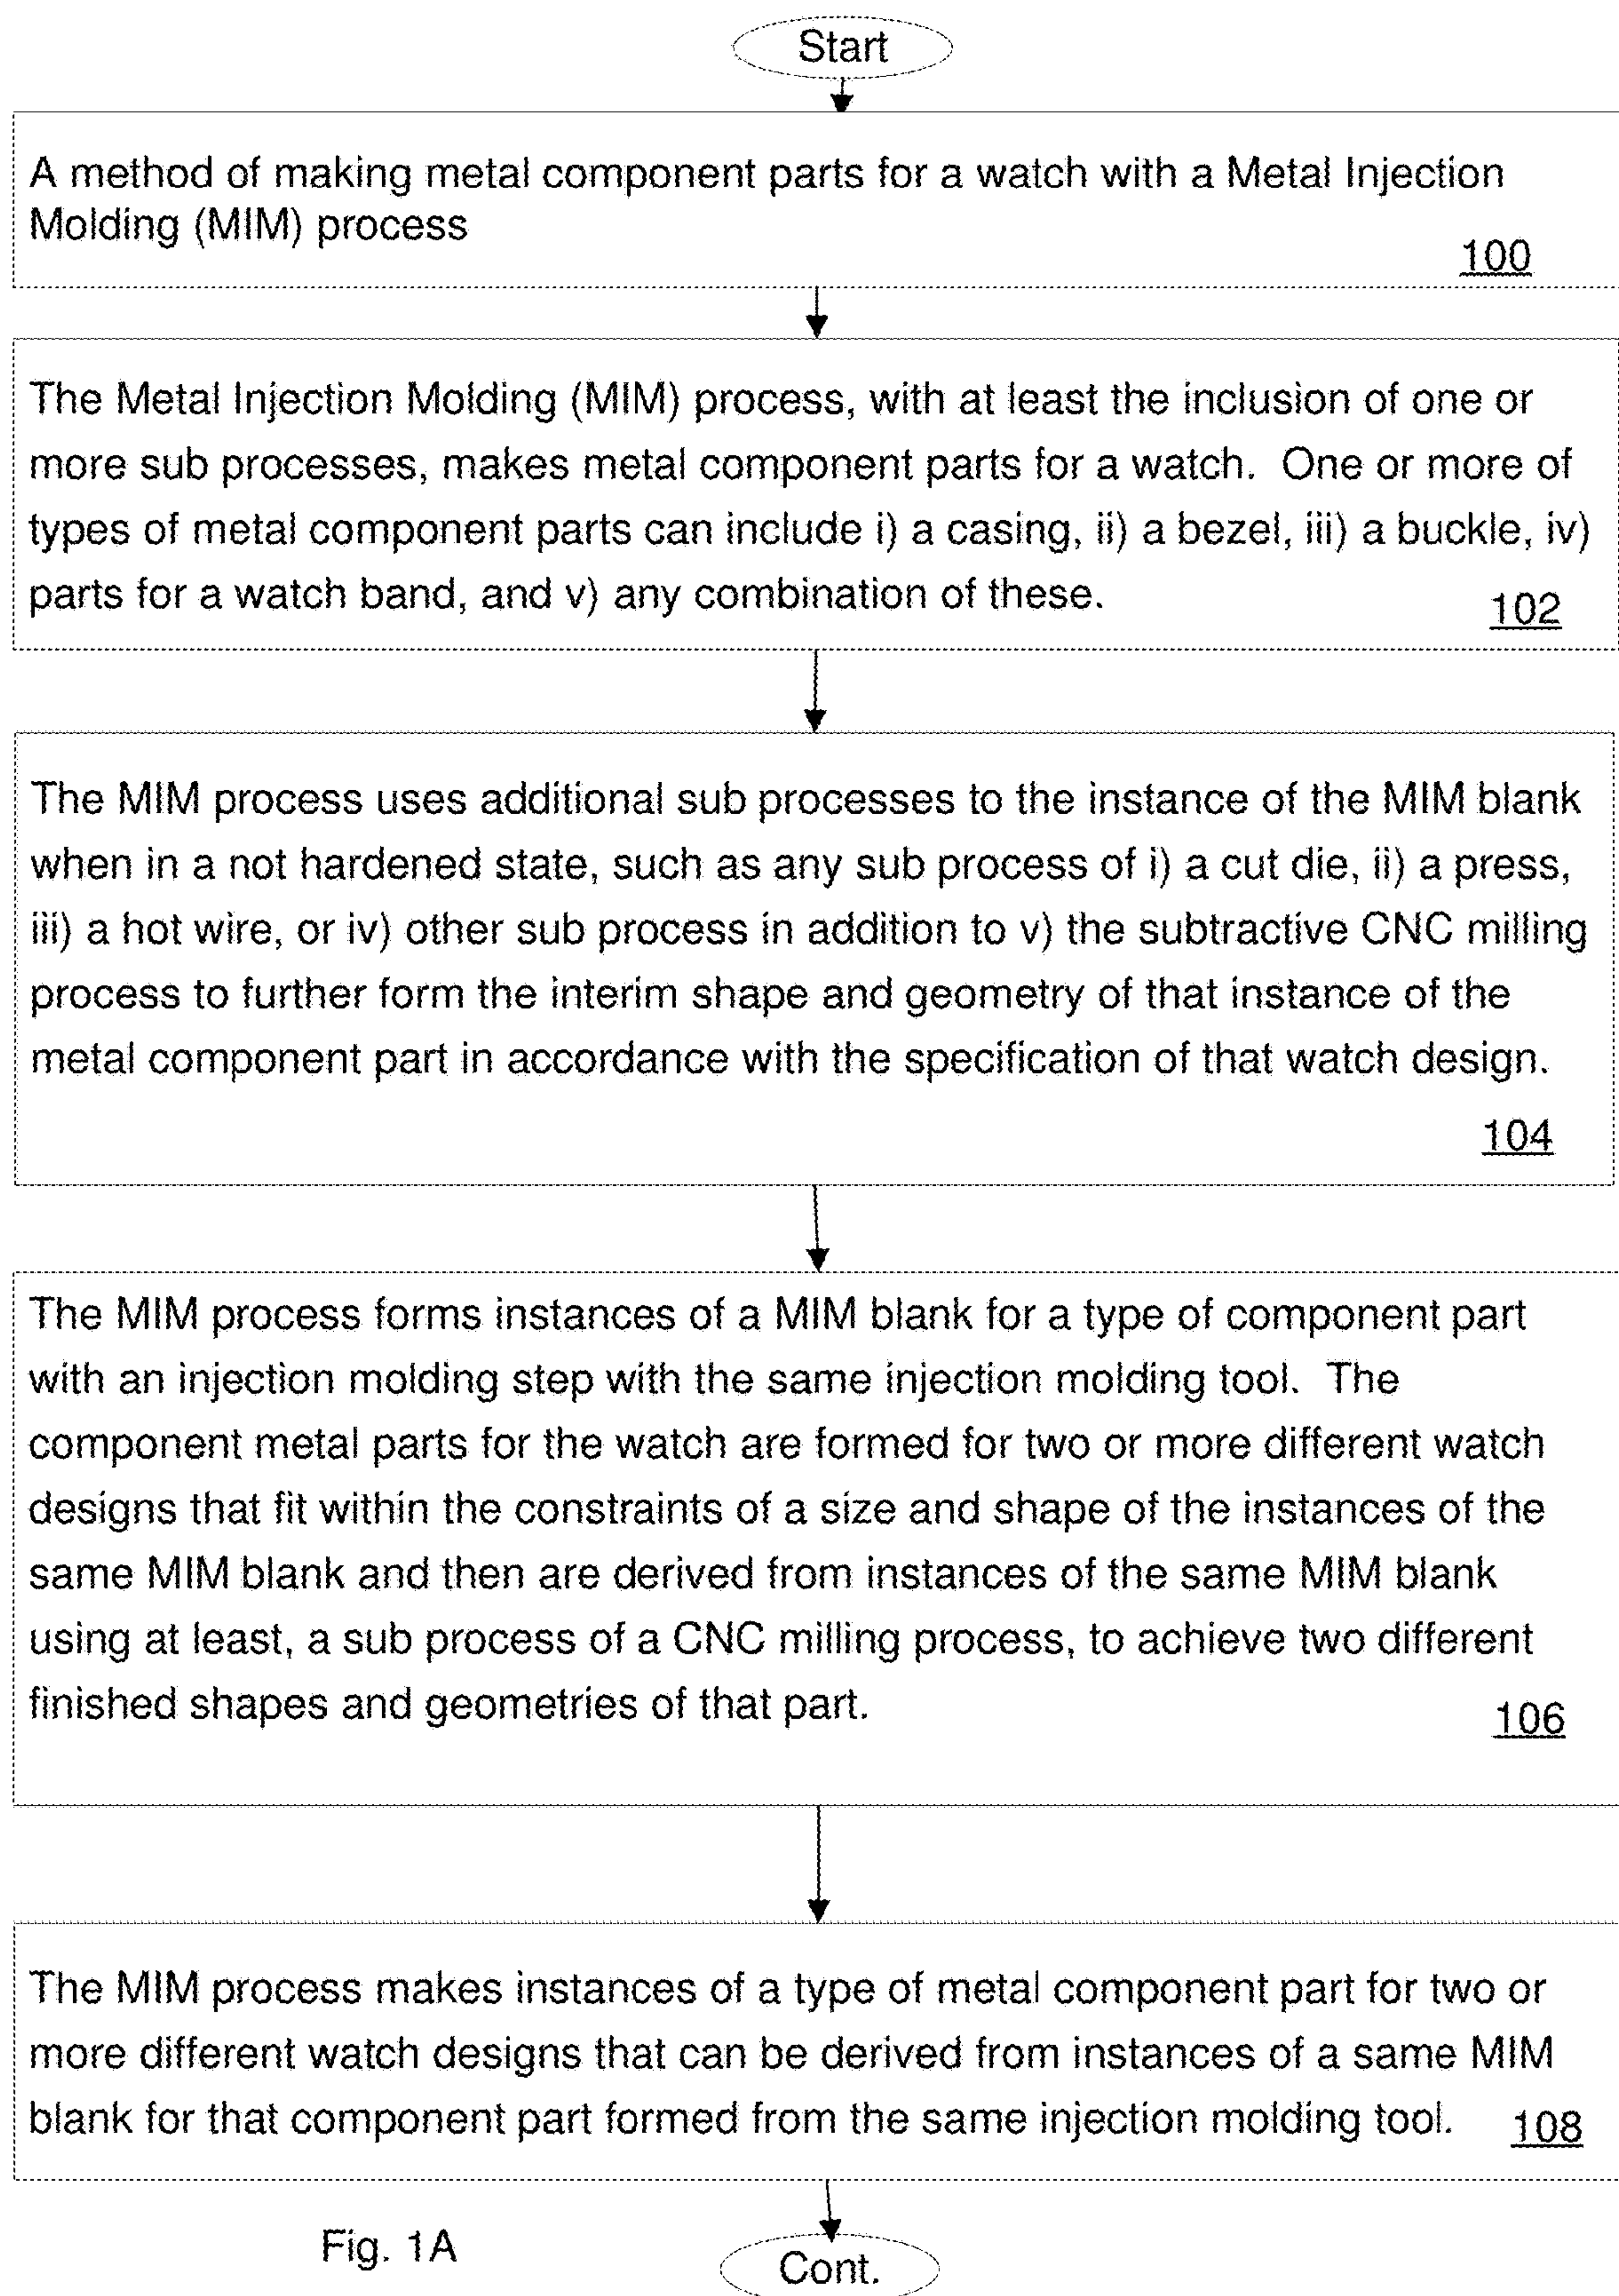 Start
A method of making metal component parts for a watch with a Metal Injection
Molding (MIM) process
100
The Metal Injection Molding (MIM) process, with at least the inclusion of one or
more sub processes, makes metal component parts for a watch. One or more of
types of metal component parts can include i) a casing, ii) a bezel, iii) a buckle, iv)
parts for a watch band, and v) any combination of these.
102
The MIM process uses additional sub processes to the instance of the MIM blank
when in a not hardened state, such as any sub process of i) a cut die, ii) a press,
iii) a hot wire, or iv) other sub process in addition to v) the subtractive CNC milling
process to further form the interim shape and geometry of that instance of the
metal component part in accordance with the specification of that watch design.
104
The MIM process forms instances of a MIM blank for a type of component part
with an injection molding step with the same injection molding tool. The
component metal parts for the watch are formed for two or more different watch
designs that fit within the constraints of a size and shape of the instances of the
same MIM blank and then are derived from instances of the same MIM blank
using at least, a sub process of a CNC milling process, to achieve two different
finished shapes and geometries of that part.
106
The MIM process makes instances of a type of metal component part for two or
more different watch designs that can be derived from instances of a same MIM
blank for that component part formed from the same injection molding tool.
108
Fig. 1A
Cont.